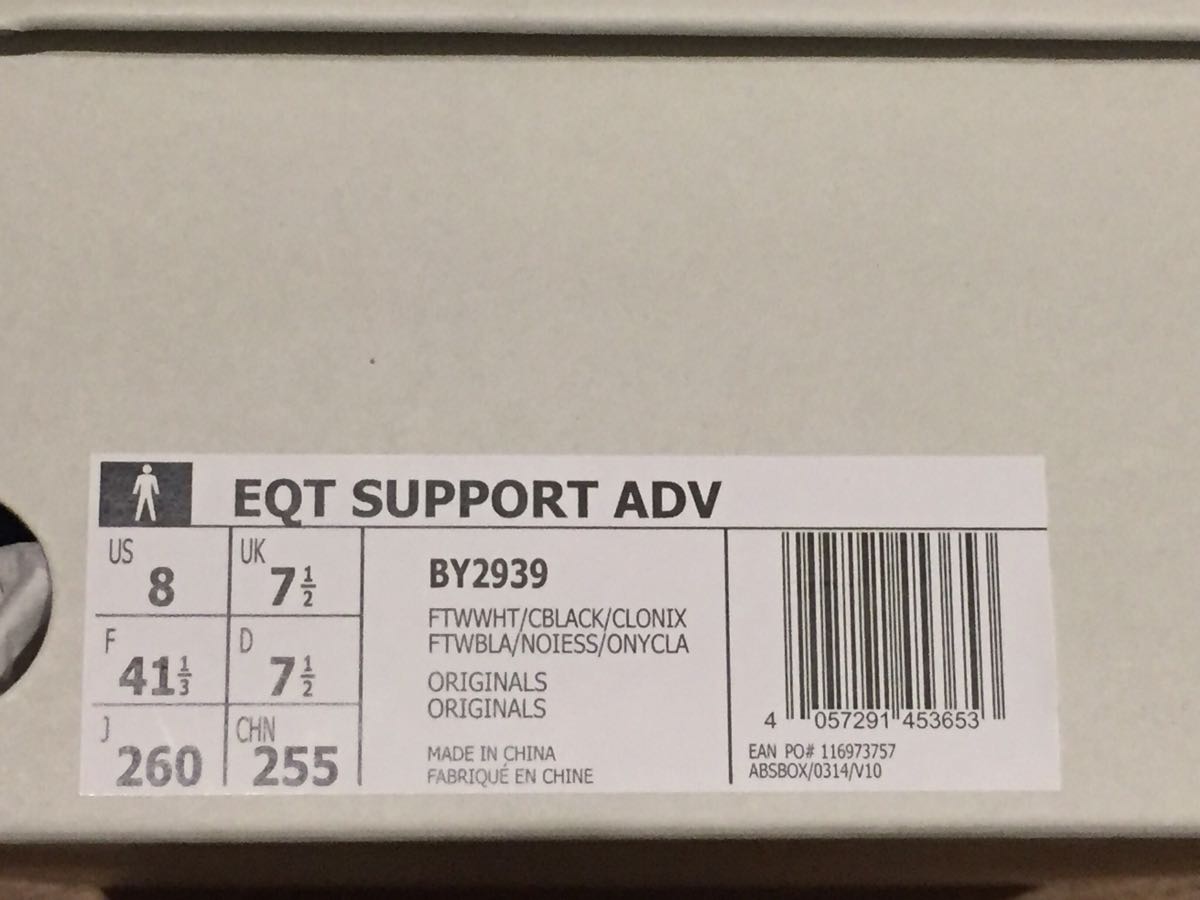 EQT SUPPORT ADV
US
8
UK
7 1/2
F
41 1/3
D
7 1/2
J
260
CHN
255
BY2939
FTWWHT/CBLACK/CLONIX
FTWBLA/NOIESS/ONYCLA
ORIGINALS
ORIGINALS
MADE IN CHINA
FABRIQUÉ EN CHINE
4 057291 453653
EAN PO# 116973757
ABSBOX/0314/V10